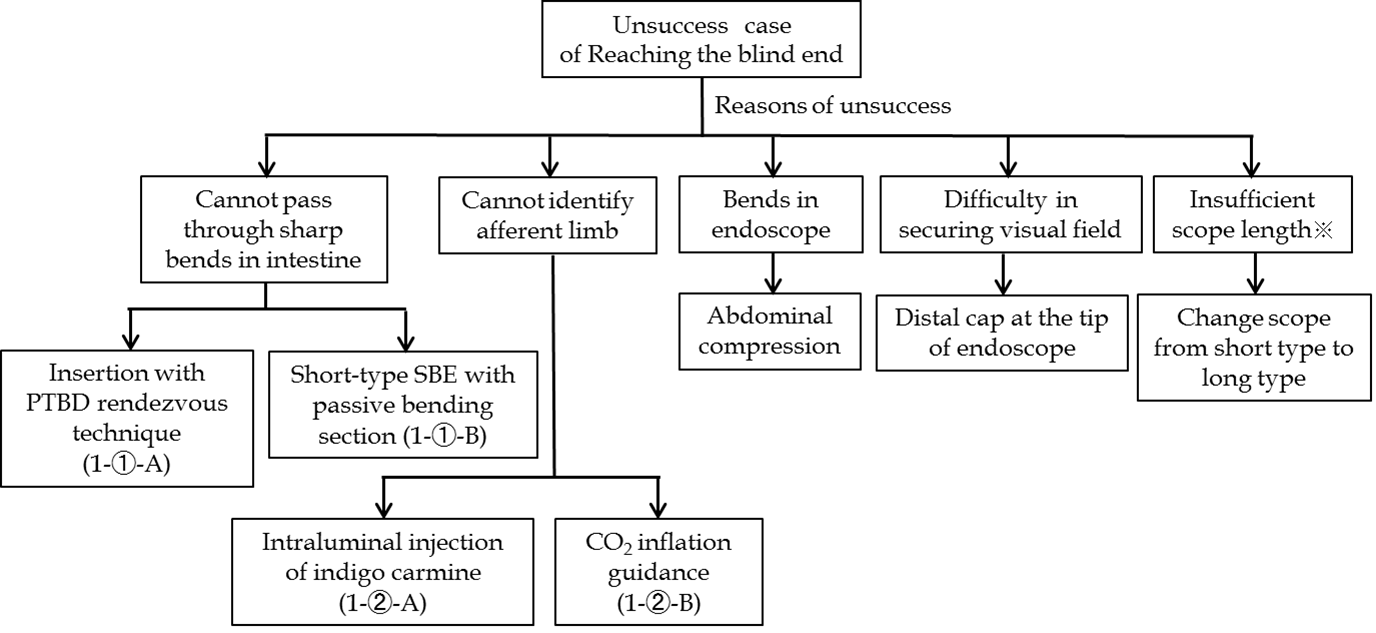 Unsuccess case
of Reaching the blind end
Reasons of unsuccess
Cannot pass
through sharp
bends in intestine
Cannot identify
afferent limb
Bends in
endoscope
Difficulty in
securing visual field
Insufficient
scope length※
Insertion with
PTBD rendezvous
technique
(1-①-A)
Short-type SBE with
passive bending
section (1-①-B)
Abdominal
compression
Distal cap at the tip
of endoscope
Change scope
from short type to
long type
Intraluminal injection
of indigo carmine
(1-②-A)
CO₂ inflation
guidance
(1-②-B)